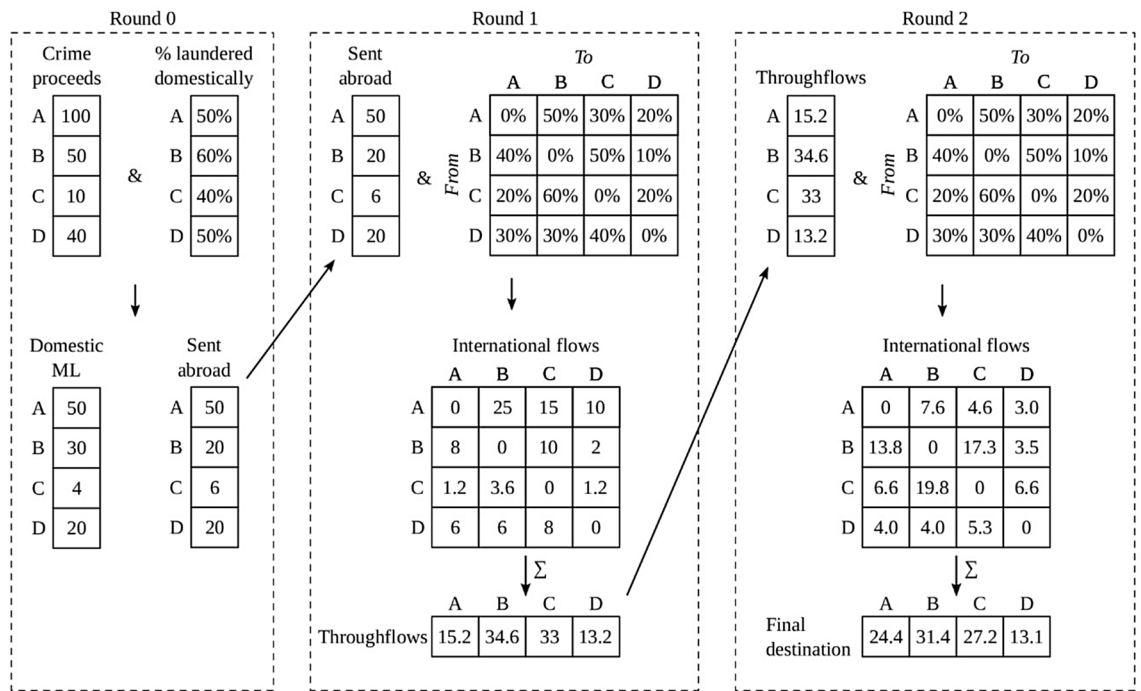 Round 0
Crime proceeds
% laundered domestically
A 100
B 50
C 10
D 40
&
A 50%
B 60%
C 40%
D 50%
Domestic ML
A 50
B 30
C 4
D 20
Sent abroad
A 50
B 20
C 6
D 20
Round 1
Sent abroad
A 50
B 20
C 6
D 20
&
To
From
A B C D
A 0% 50% 30% 20%
B 40% 0% 50% 10%
C 20% 60% 0% 20%
D 30% 30% 40% 0%
International flows
A B C D
A 0 25 15 10
B 8 0 10 2
C 1.2 3.6 0 1.2
D 6 6 8 0
∑
A B C D
Throughflows 15.2 34.6 33 13.2
Round 2
Throughflows
A 15.2
B 34.6
C 33
D 13.2
&
To
From
A B C D
A 0% 50% 30% 20%
B 40% 0% 50% 10%
C 20% 60% 0% 20%
D 30% 30% 40% 0%
International flows
A B C D
A 0 7.6 4.6 3.0
B 13.8 0 17.3 3.5
C 6.6 19.8 0 6.6
D 4.0 4.0 5.3 0
∑
A B C D
Final destination 24.4 31.4 27.2 13.1